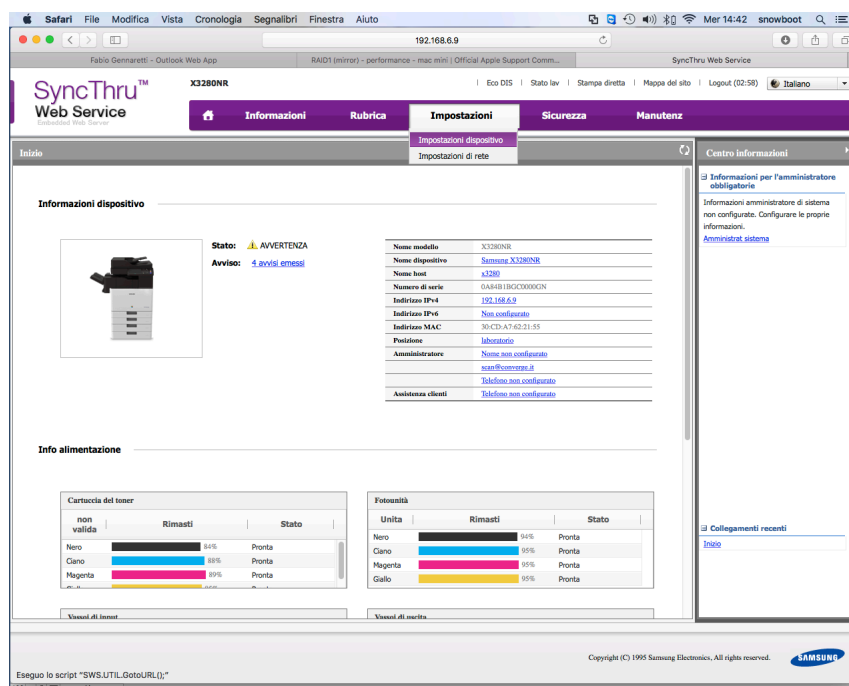 Safari File Modifica Vista Cronologia Segnalibri Finestra Aiuto Mer 14:42 snowboot
192.168.6.9
Fabio Gennaretti - Outlook Web App RAID1 (mirror) - performance - mac mini | Official Apple Support Comm... SyncThru Web Service
SyncThru™
Web Service
Embedded Web Server
X3280NR
Eco DIS | Stato lav | Stampa diretta | Mappa del sito | Logout (02:58) Italiano
Informazioni Rubrica Impostazioni Sicurezza Manutenz
Impostazioni dispositivo
Impostazioni di rete
Inizio
Centro informazioni
Informazioni per l'amministratore
obbligatorie
Informazioni amministratore di sistema
non configurate. Configurare le proprie
informazioni.
Amministrat sistema
Informazioni dispositivo
Stato: AVVERTENZA
Avviso: 4 avvisi emessi
Nome modello X3280NR
Nome dispositivo Samsung X3280NR
Nome host x3280
Numero di serie 0A84B1BGC0000GN
Indirizzo IPv4 192.168.6.9
Indirizzo IPv6 Non configurato
Indirizzo MAC 30:CD:A7:62:21:55
Posizione laboratorio
Amministratore Nome non configurato
scan@converge.it
Telefono non configurato
Assistenza clienti Telefono non configurato
Info alimentazione
Cartuccia del toner
non
valida Rimasti Stato
Nero 84% Pronta
Ciano 88% Pronta
Magenta 89% Pronta
Fotounità
Unita Rimasti Stato
Nero 94% Pronta
Ciano 95% Pronta
Magenta 95% Pronta
Giallo 95% Pronta
Vassoi di input
Vassoi di uscita
Collegamenti recenti
Inizio
Copyright (C) 1995 Samsung Electronics, All rights reserved. SAMSUNG
Eseguo lo script "SWS.UTIL.GotoURL();"